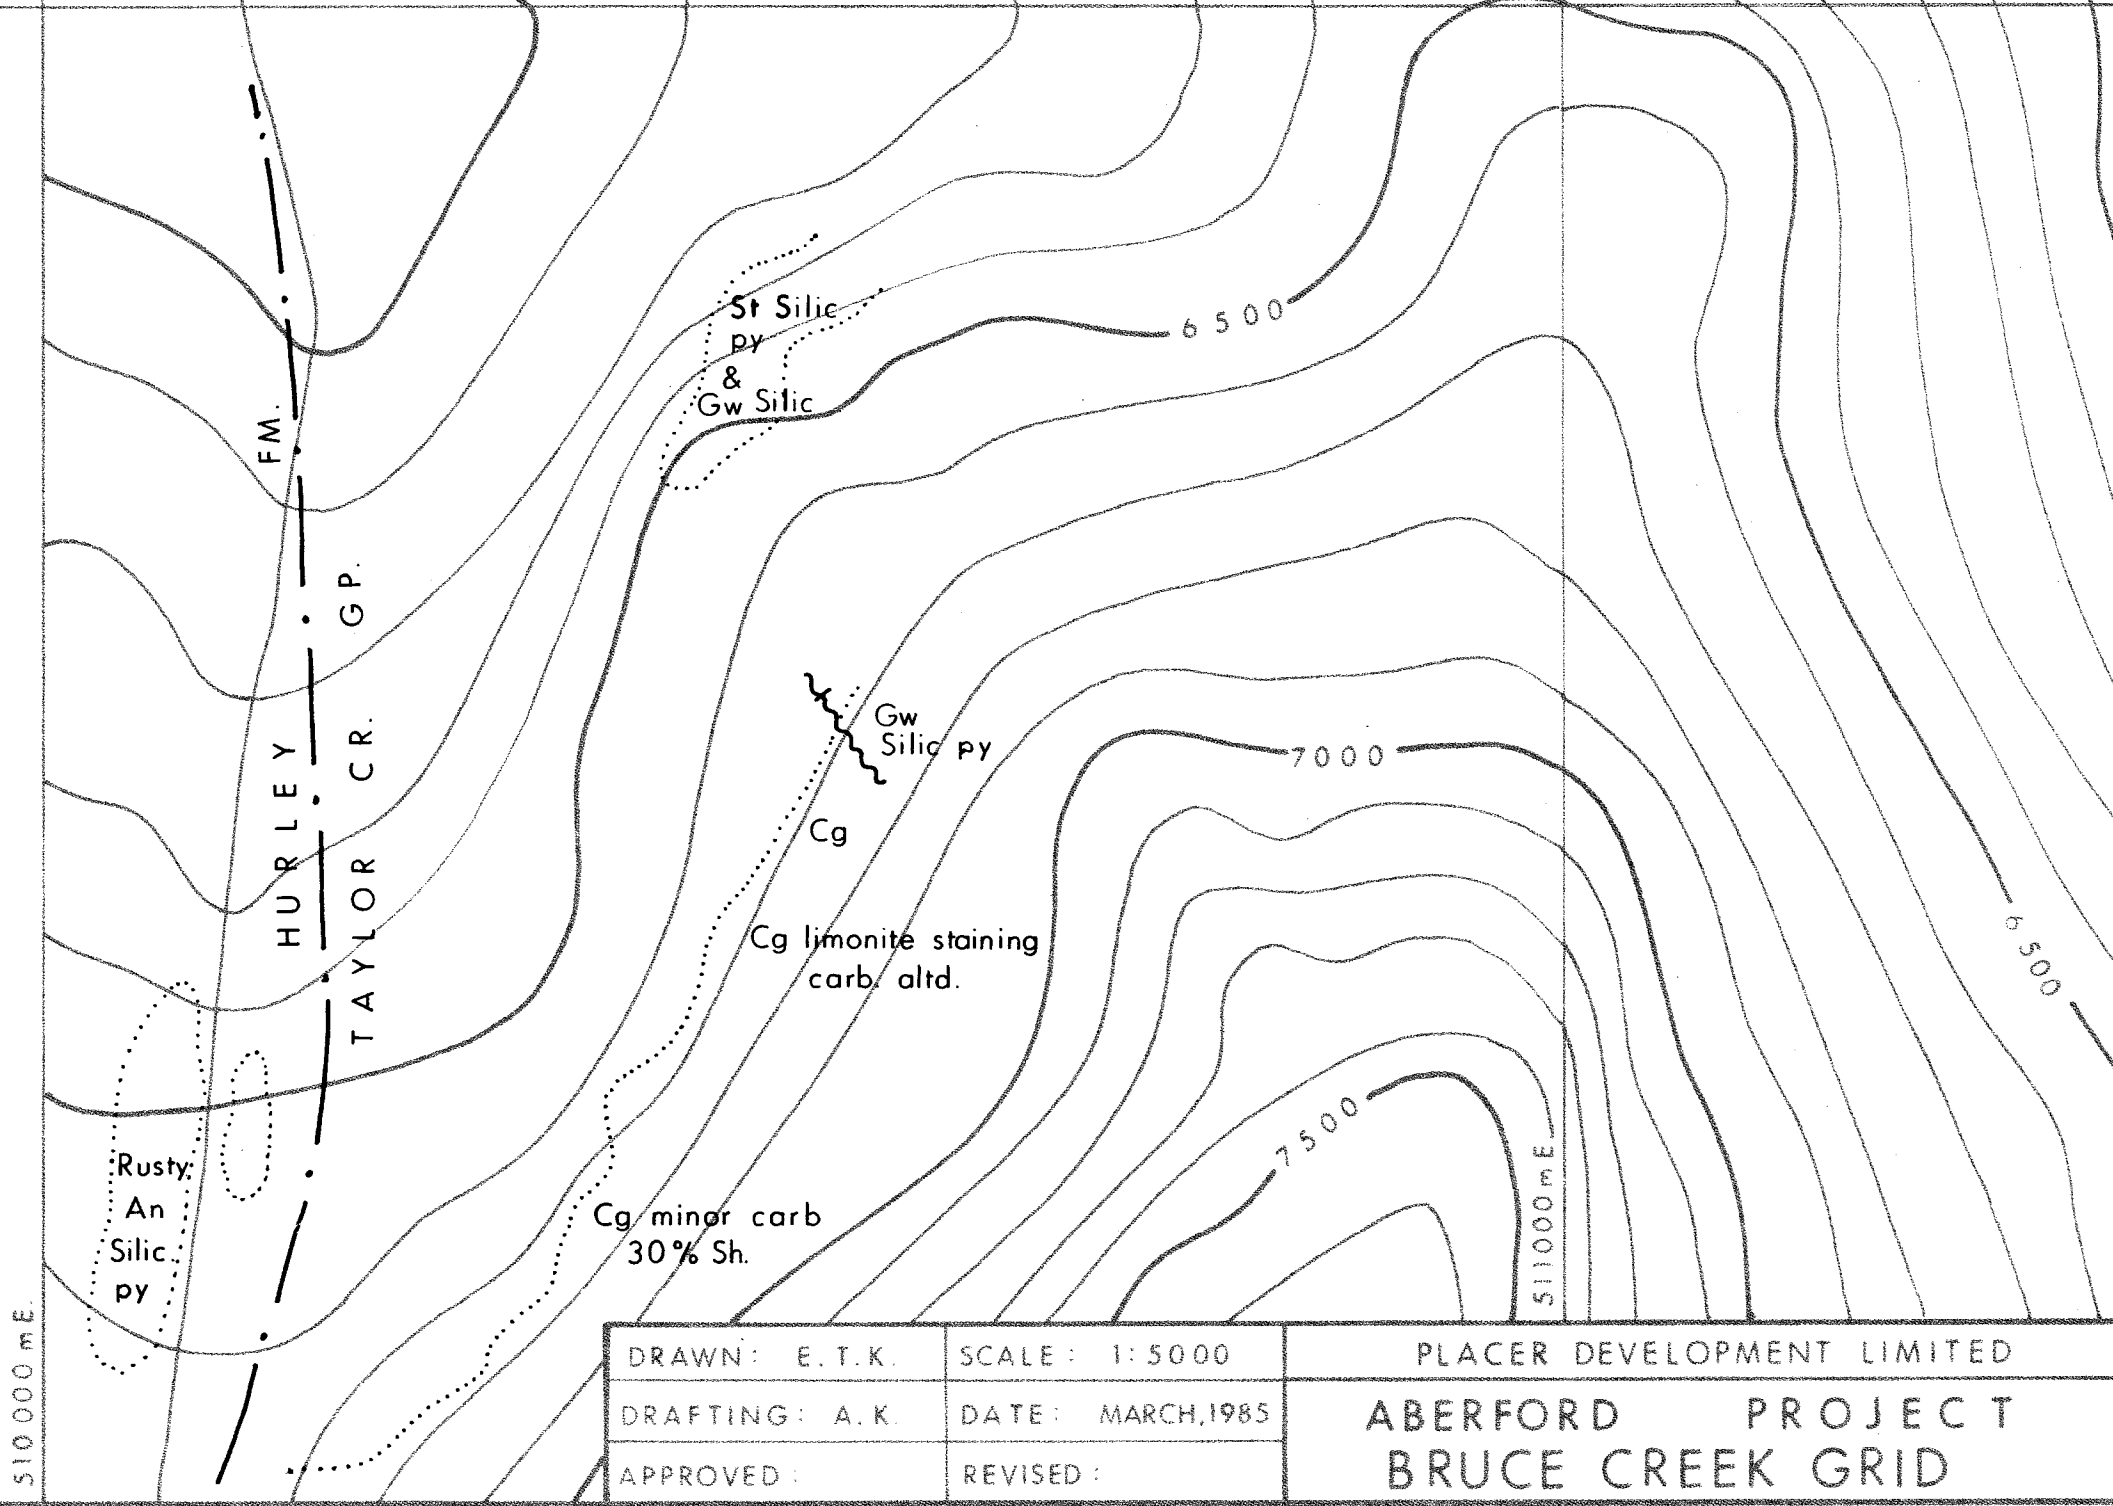 St Silic
py
&
Gw Silic
6500
FM.
GP.
HURLEY
TAYLOR CR.
Gw
Silic py
7000
Cg
Cg limonite staining
carb. altd.
6500
Rusty
An
Silic.
py
Cg minor carb
30% Sh.
7500
511000mE
510000 mE.
DRAWN: E.T.K.
SCALE: 1:5000
DRAFTING: A.K.
DATE: MARCH,1985
APPROVED:
REVISED:
PLACER DEVELOPMENT LIMITED
ABERFORD PROJECT
BRUCE CREEK GRID